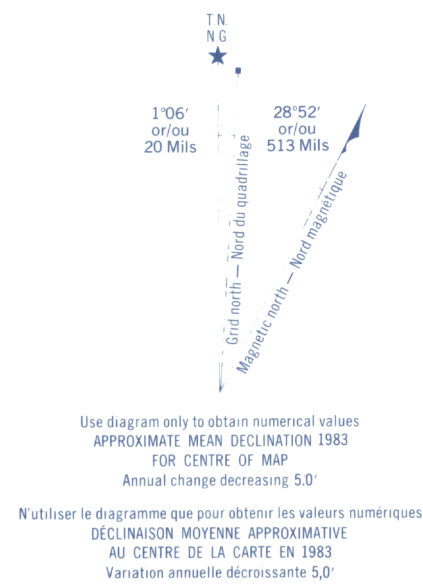 T.N.
N G
1°06′
or/ou
20 Mils
28°52′
or/ou
513 Mils
Grid north — Nord du quadrillage
Magnetic north — Nord magnétique
Use diagram only to obtain numerical values
APPROXIMATE MEAN DECLINATION 1983
FOR CENTRE OF MAP
Annual change decreasing 5.0′
N'utiliser le diagramme que pour obtenir les valeurs numériques
DÉCLINAISON MOYENNE APPROXIMATIVE
AU CENTRE DE LA CARTE EN 1983
Variation annuelle décroissante 5,0′